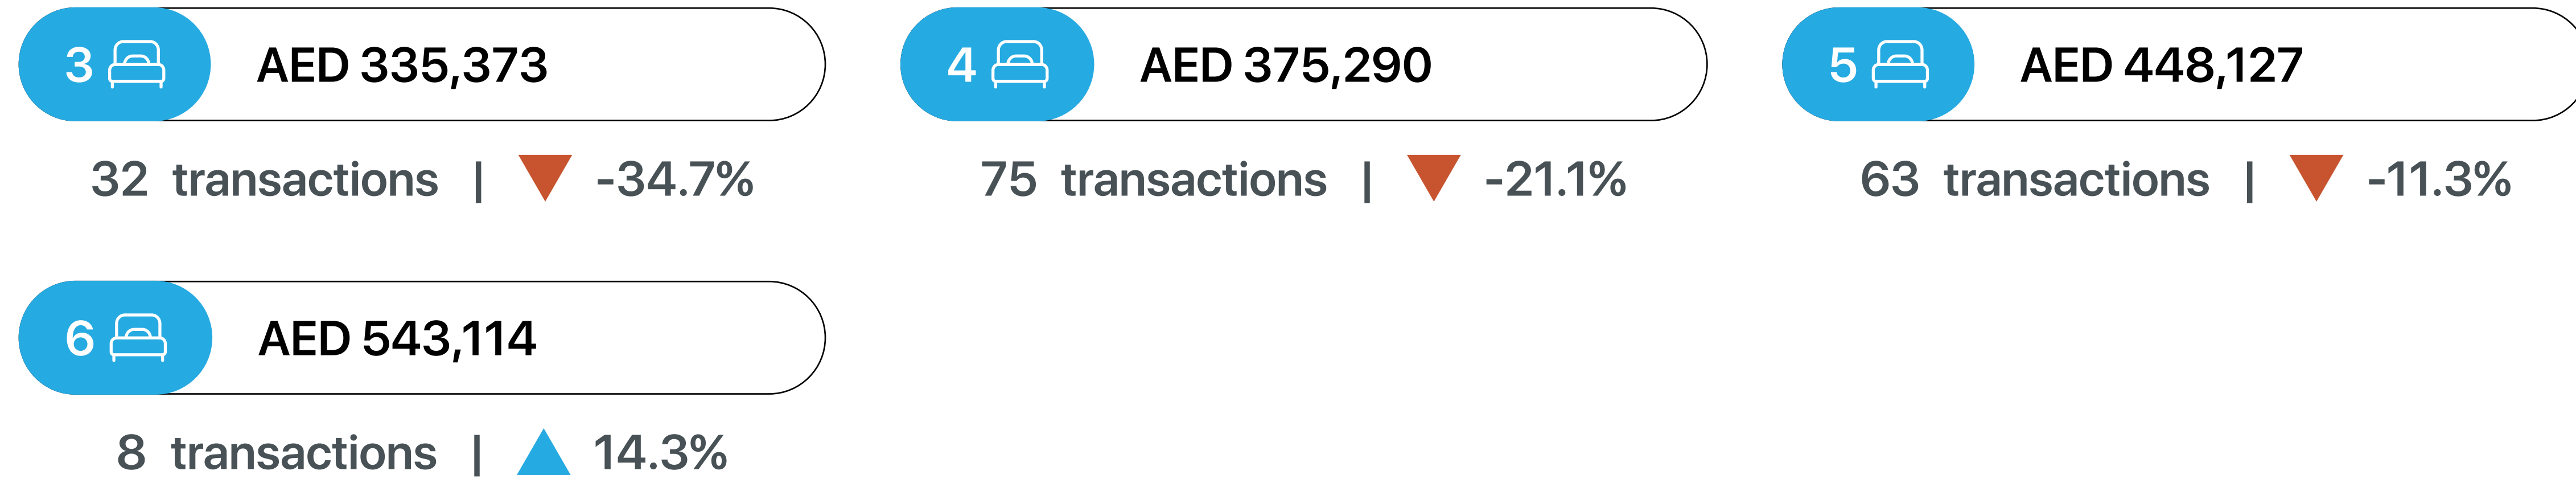 3 AED 335,373
32 transactions | ▼ -34.7%
4 AED 375,290
75 transactions | ▼ -21.1%
5 AED 448,127
63 transactions | ▼ -11.3%
6 AED 543,114
8 transactions | ▲ 14.3%